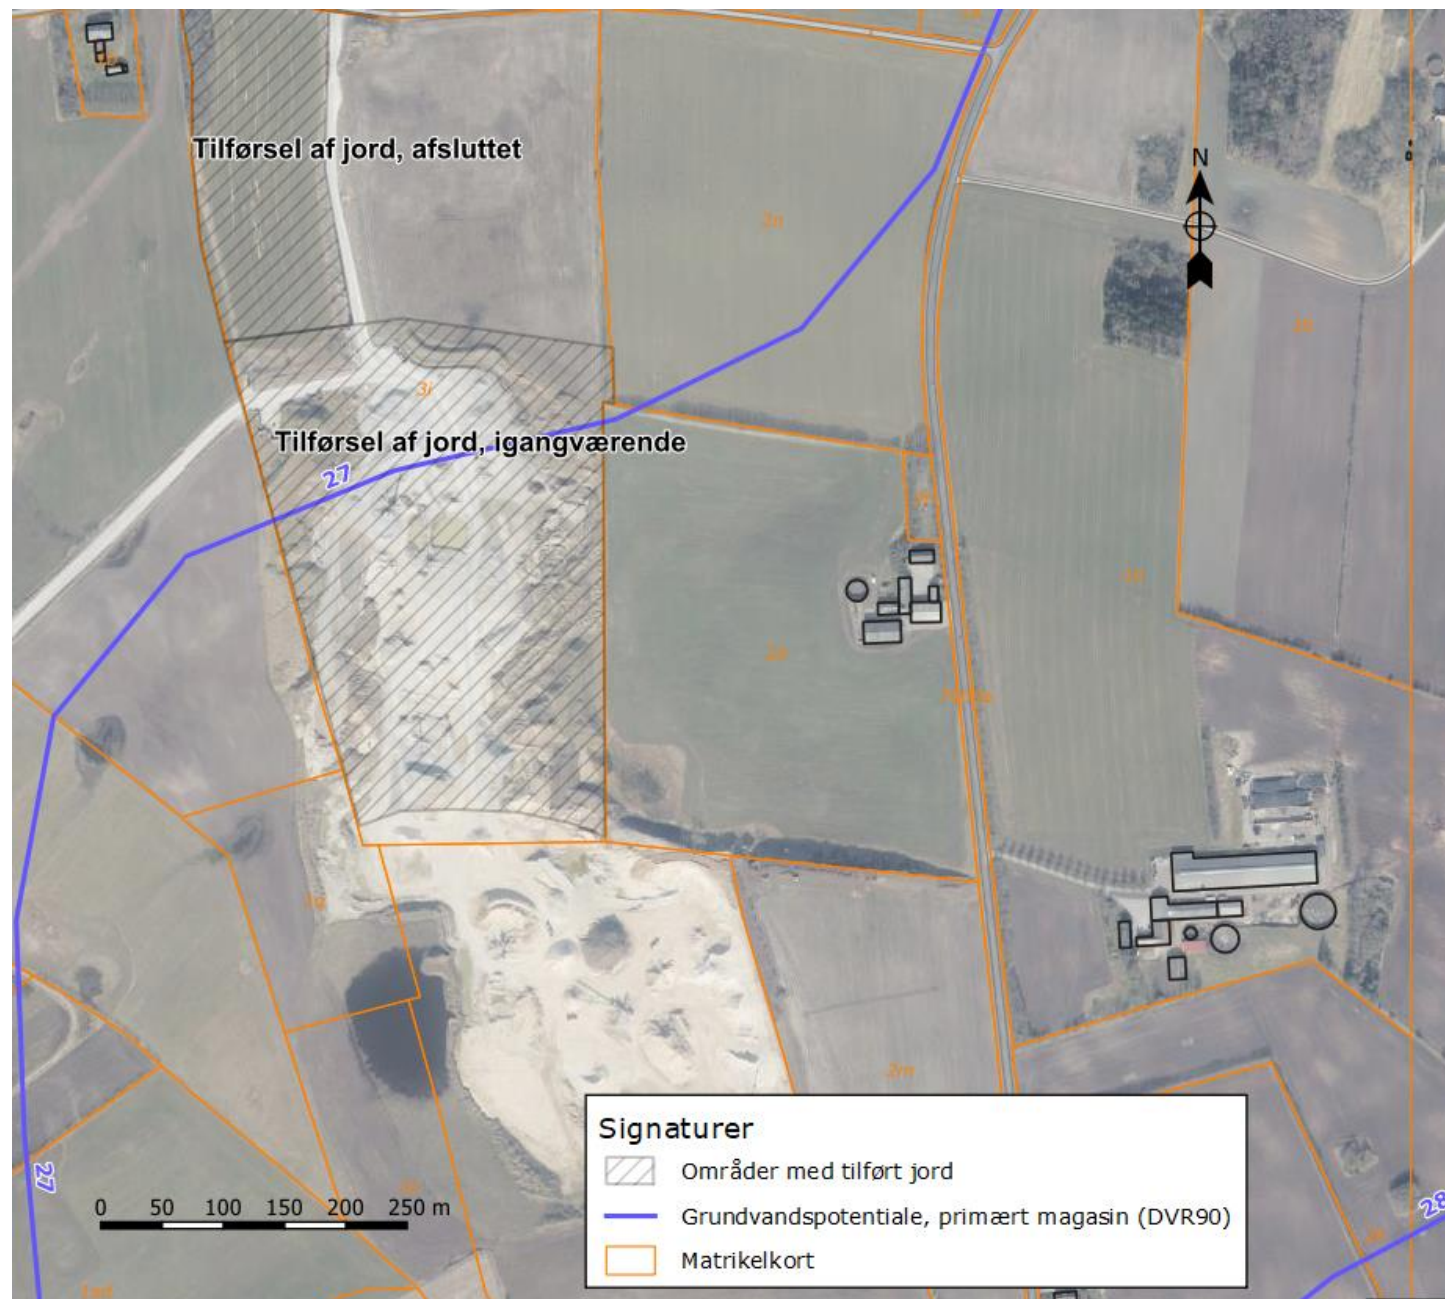 N
Tilførsel af jord, afsluttet
3i
Tilførsel af jord, igangværende
27
27
28
0 50 100 150 200 250 m
Signaturer
Områder med tilført jord
Grundvandspotentiale, primært magasin (DVR90)
Matrikelkort